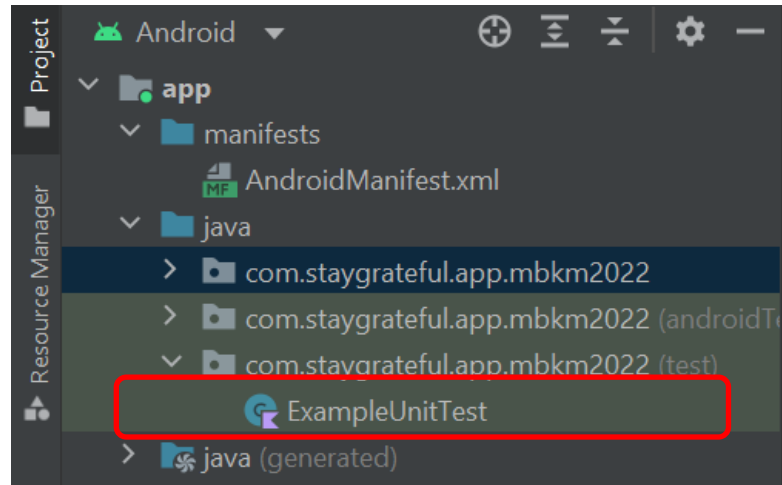 Project
Resource Manager
Android
app
manifests
MF AndroidManifest.xml
java
com.staygrateful.app.mbkm2022
com.staygrateful.app.mbkm2022 (androidTe
com.staygrateful.app.mbkm2022 (test)
ExampleUnitTest
java (generated)